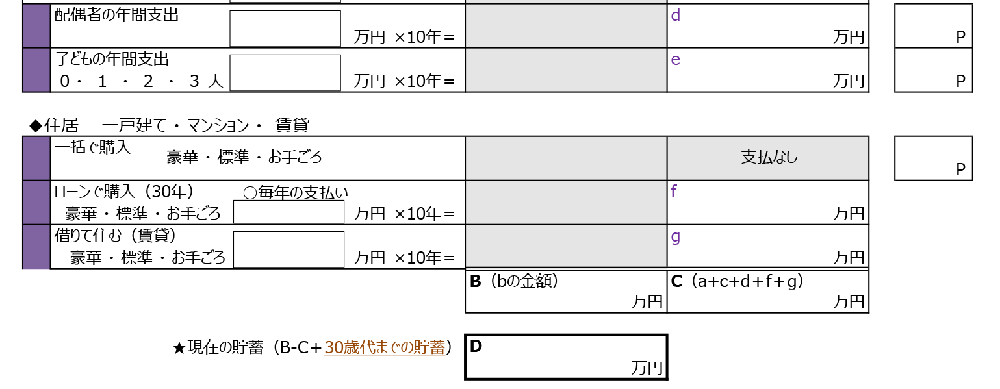 配偶者の年間支出
d
万円 ×10年＝
万円
P
子どもの年間支出
e
0・ 1 ・ 2 ・ 3 人
万円 ×10年＝
万円
P
◆住居 一戸建て・マンション・ 賃貸
一括で購入
豪華・標準・お手ごろ
支払なし
P
ローンで購入（30年） ○毎年の支払い
f
豪華・標準・お手ごろ
万円 ×10年＝
万円
借りて住む（賃貸）
g
豪華・標準・お手ごろ
万円 ×10年＝
万円
B（bの金額）
C（a+c+d＋f＋g）
万円
万円
★現在の貯蓄（B-C＋30歳代までの貯蓄）
D
万円